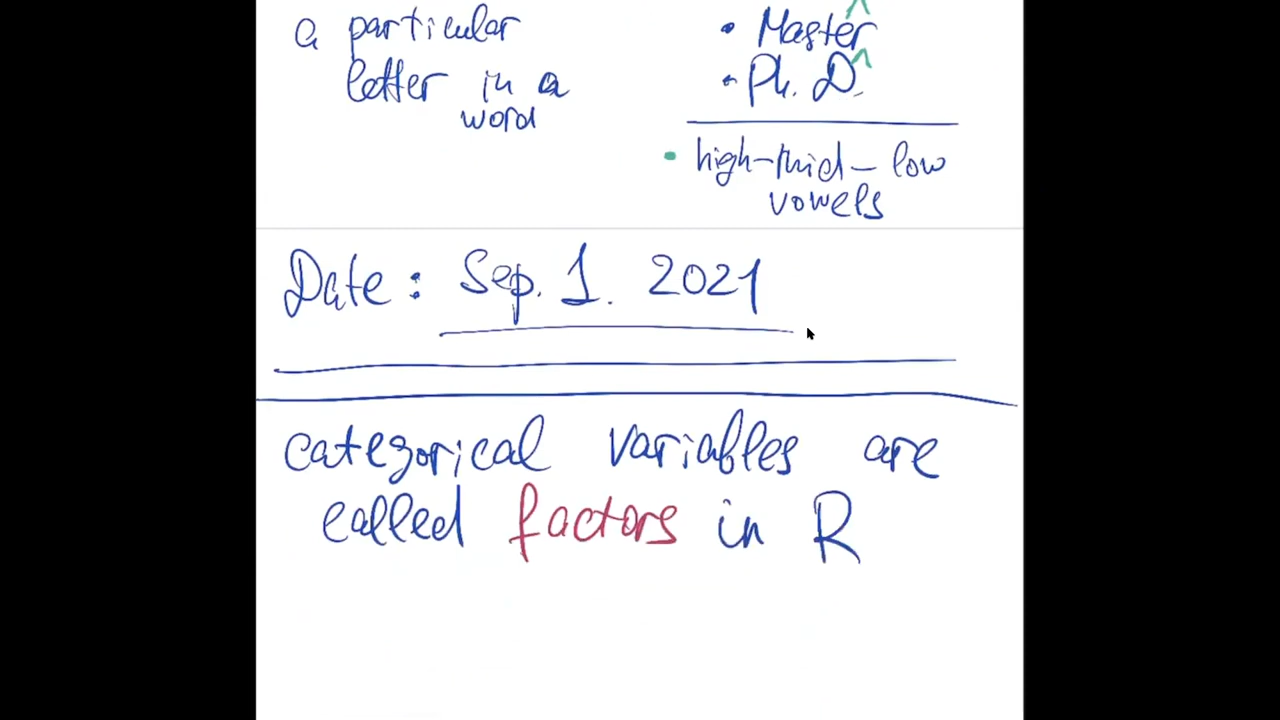 a particular
letter in a
word
• Master
• Ph. D.
• high-mid-low
vowels
Date: Sep. 1. 2021
categorical variables are
called factors in R